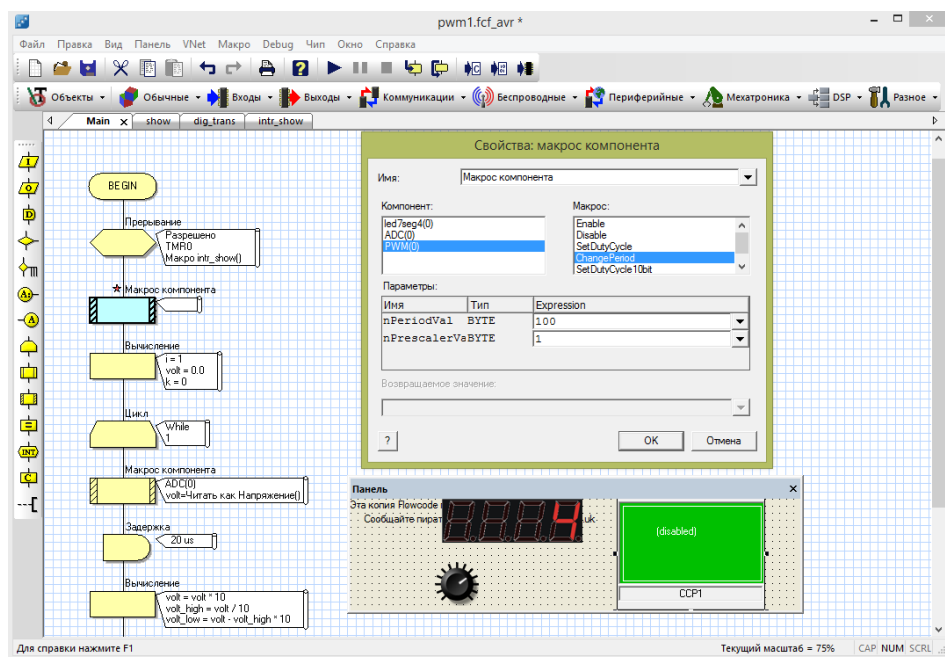 pwm1.fcf_avr *
Файл Правка Вид Панель VNet Макро Debug Чип Окно Справка
Объекты Обычные Входы Выходы Коммуникации Беспроводные Периферийные Мехатроника DSP Разное
Main x show dig_trans intr_show
BEGIN
Прерывание
Разрешено
TMR0
Макро intr_show()
Макрос компонента
Вычисление
i = 1
volt = 0.0
k = 0
Цикл
While
1
Макрос компонента
ADC(0)
volt=Читать как Напряжение()
Задержка
20 us
Вычисление
volt = volt * 10
volt_high = volt / 10
volt_low = volt - volt_high * 10
Свойства: макрос компонента
Имя: Макрос компонента
Компонент: Макрос:
led7seg4(0)
ADC(0)
PWM(0)
Enable
Disable
SetDutyCycle
ChangePeriod
SetDutyCycle10bit
Параметры:
Имя Тип Expression
nPeriodVal BYTE 100
nPrescalerVaBYTE 1
Возвращаемое значение:
? OK Отмена
Панель
Эта копия Flowcode
Сообщайте пират uk
4
(disabled)
CCP1
Для справки нажмите F1 Текущий масштаб = 75% CAP NUM SCRL